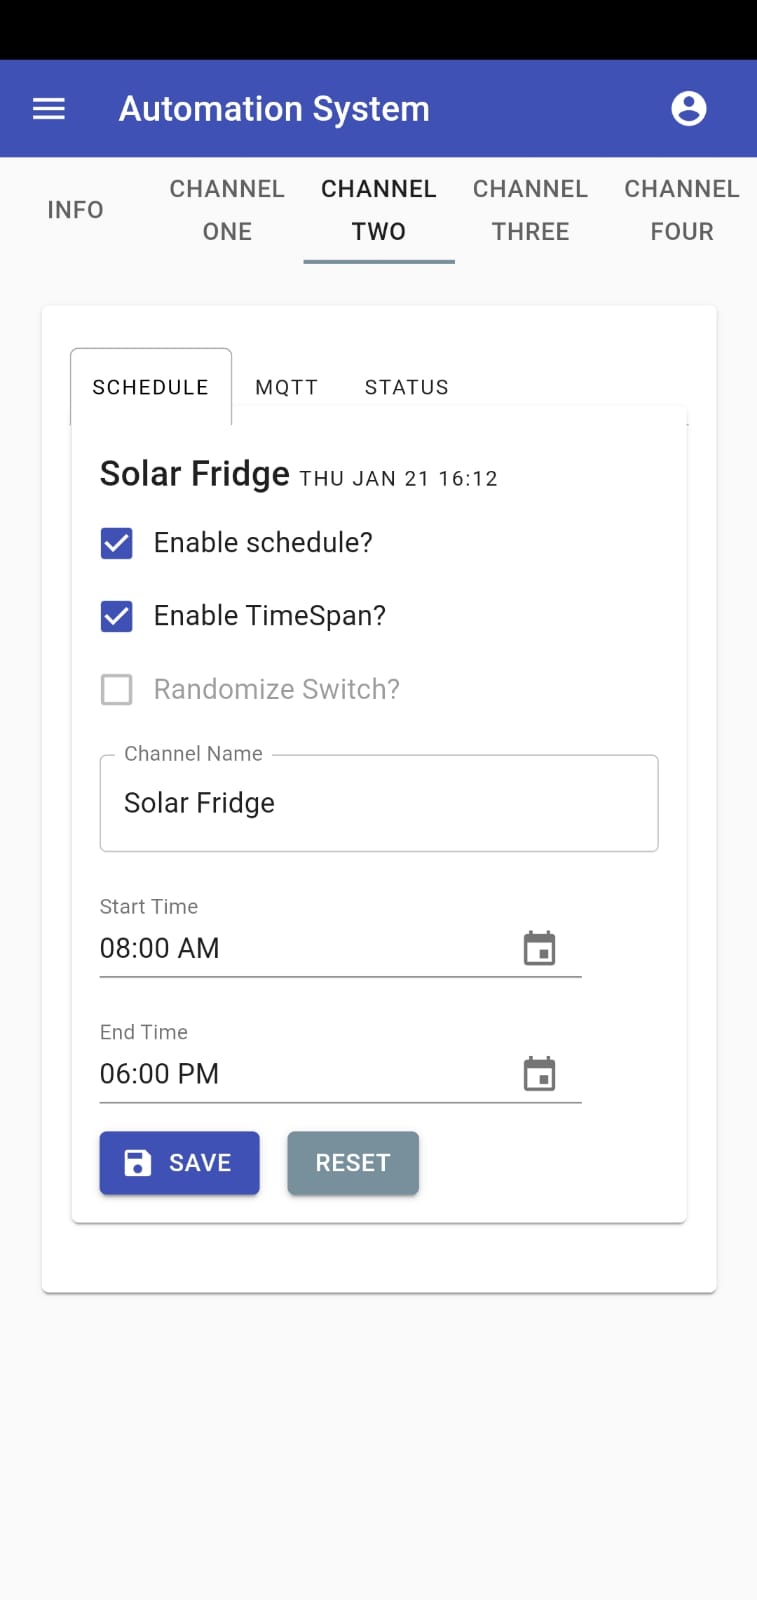 Automation System
INFO
CHANNEL
ONE
CHANNEL
TWO
CHANNEL
THREE
CHANNEL
FOUR
SCHEDULE
MQTT
STATUS
Solar Fridge THU JAN 21 16:12
Enable schedule?
Enable TimeSpan?
Randomize Switch?
Channel Name
Solar Fridge
Start Time
08:00 AM
End Time
06:00 PM
SAVE
RESET